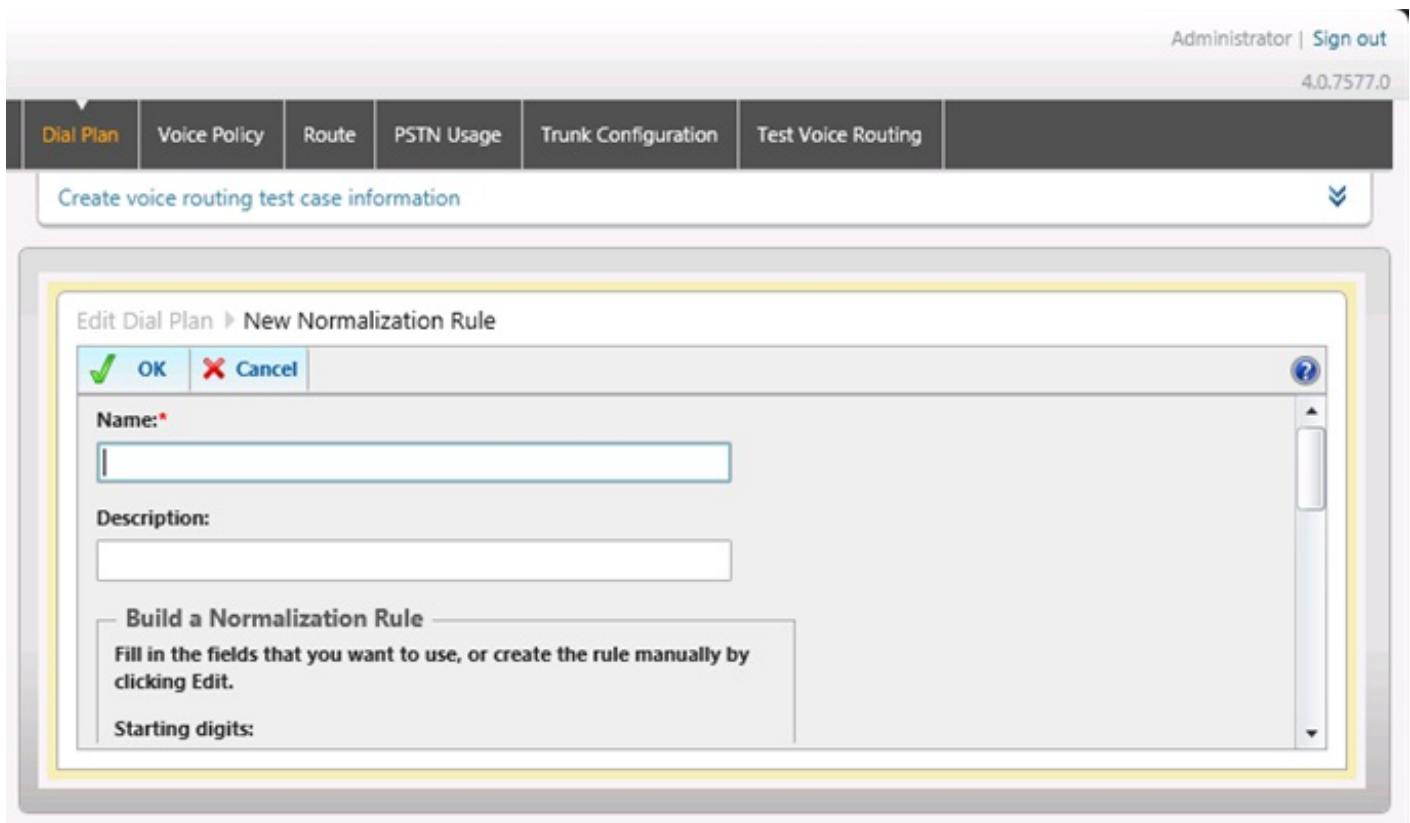 Administrator | Sign out
4.0.7577.0
Dial Plan Voice Policy Route PSTN Usage Trunk Configuration Test Voice Routing
Create voice routing test case information
Edit Dial Plan New Normalization Rule
OK Cancel
Name:*
Description:
Build a Normalization Rule
Fill in the fields that you want to use, or create the rule manually by
clicking Edit.
Starting digits: